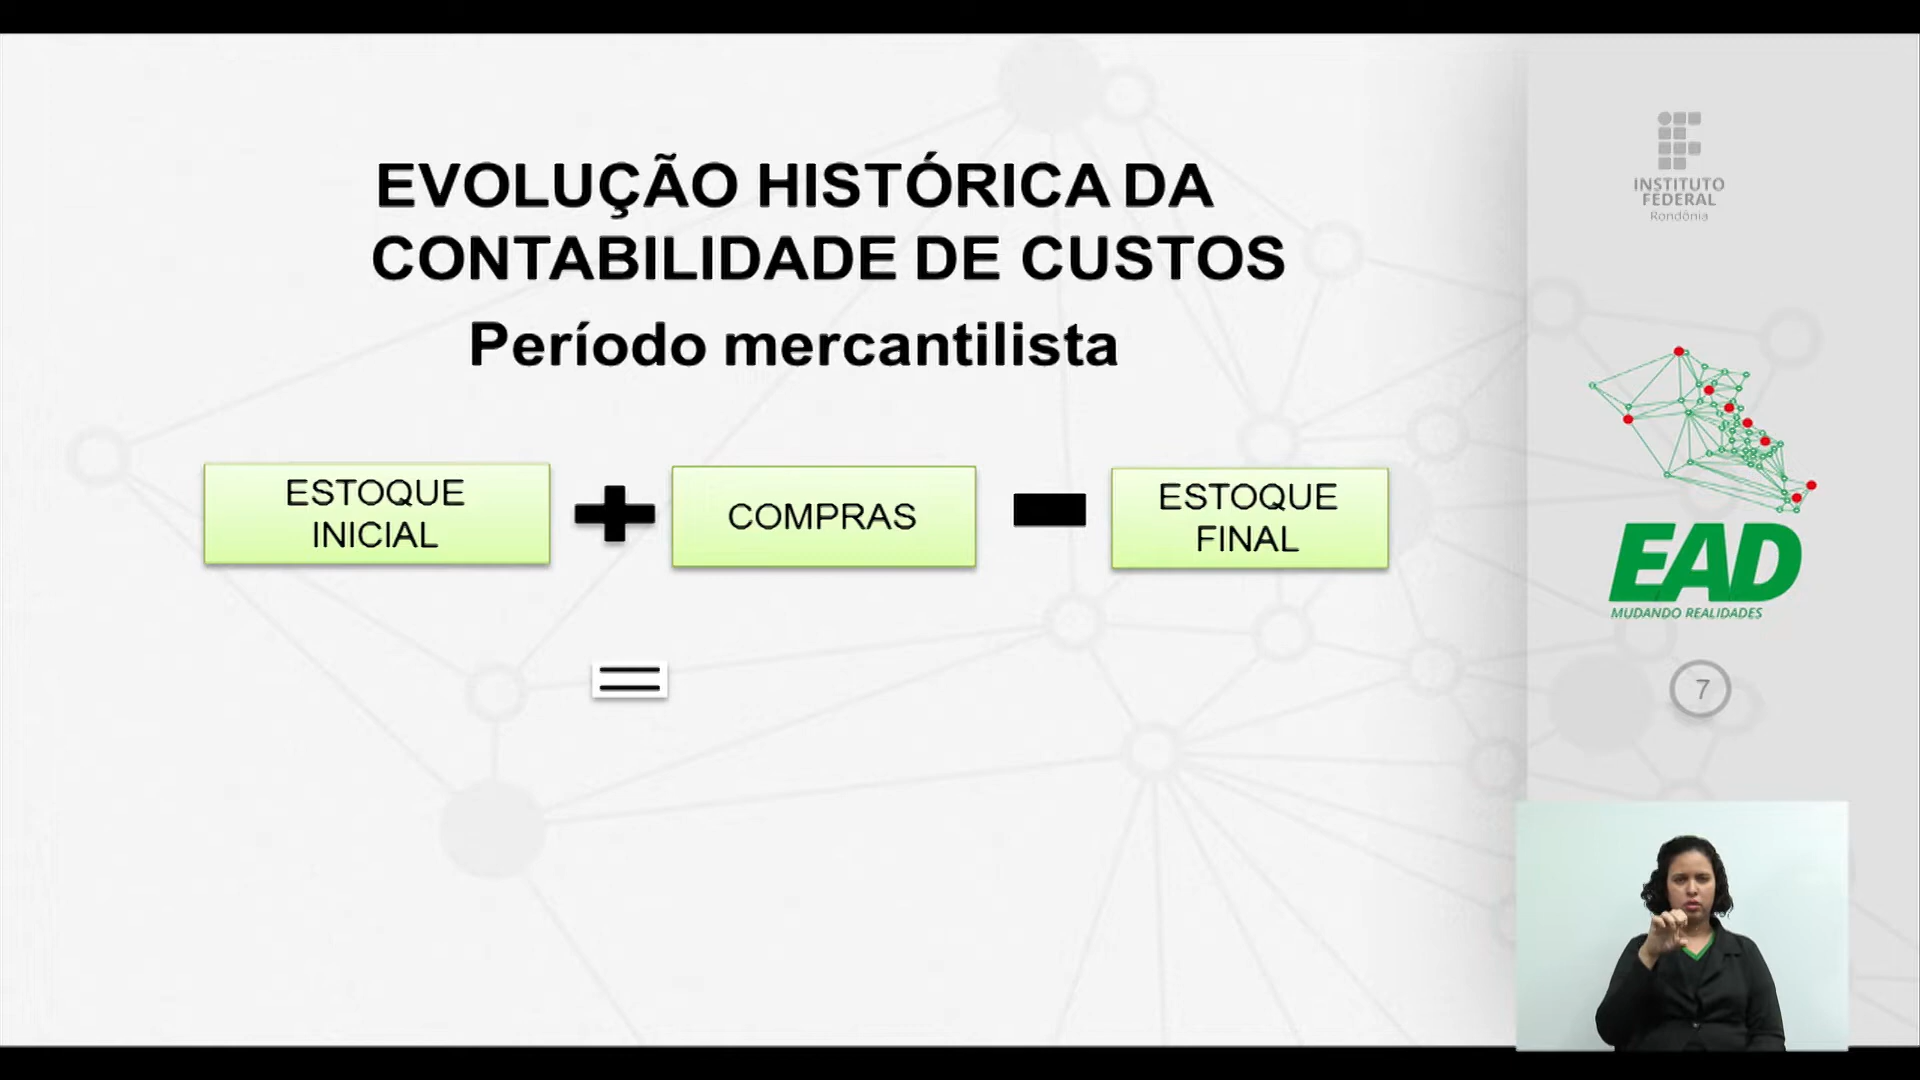 EVOLUÇÃO HISTÓRICA DA
CONTABILIDADE DE CUSTOS
Período mercantilista
ESTOQUE
INICIAL
COMPRAS
ESTOQUE
FINAL
=
INSTITUTO
FEDERAL
Rondônia
EAD
MUDANDO REALIDADES
7